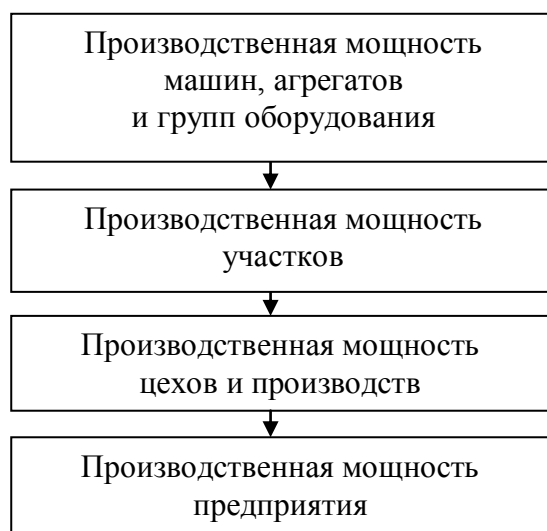 Производственная мощность
машин, агрегатов
и групп оборудования
Производственная мощность
участков
Производственная мощность
цехов и производств
Производственная мощность
предприятия